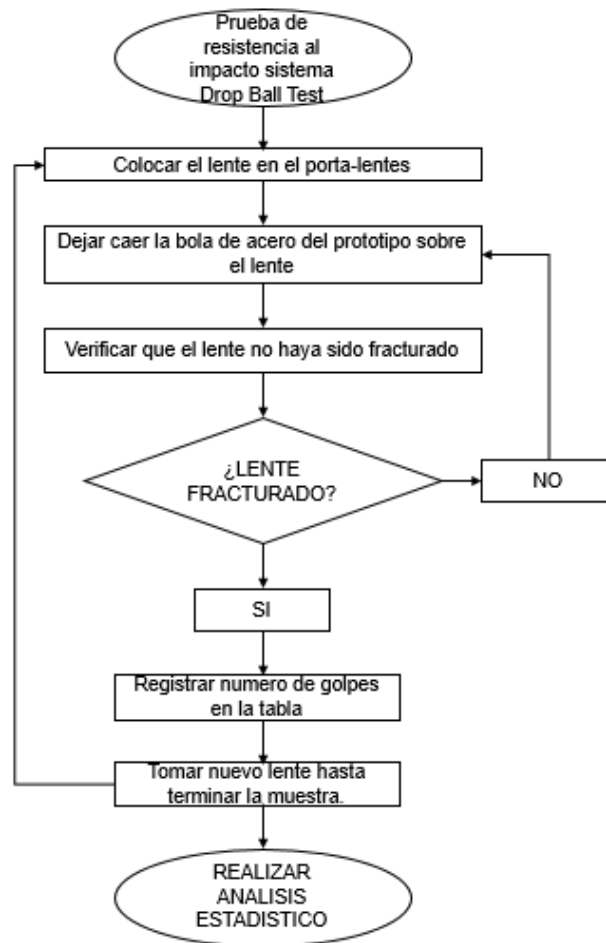 Prueba de
resistencia al
impacto sistema
Drop Ball Test
Colocar el lente en el porta-lentes
Dejar caer la bola de acero del prototipo sobre
el lente
Verificar que el lente no haya sido fracturado
¿LENTE
FRACTURADO?
NO
SI
Registrar numero de golpes
en la tabla
Tomar nuevo lente hasta
terminar la muestra.
REALIZAR
ANALISIS
ESTADISTICO